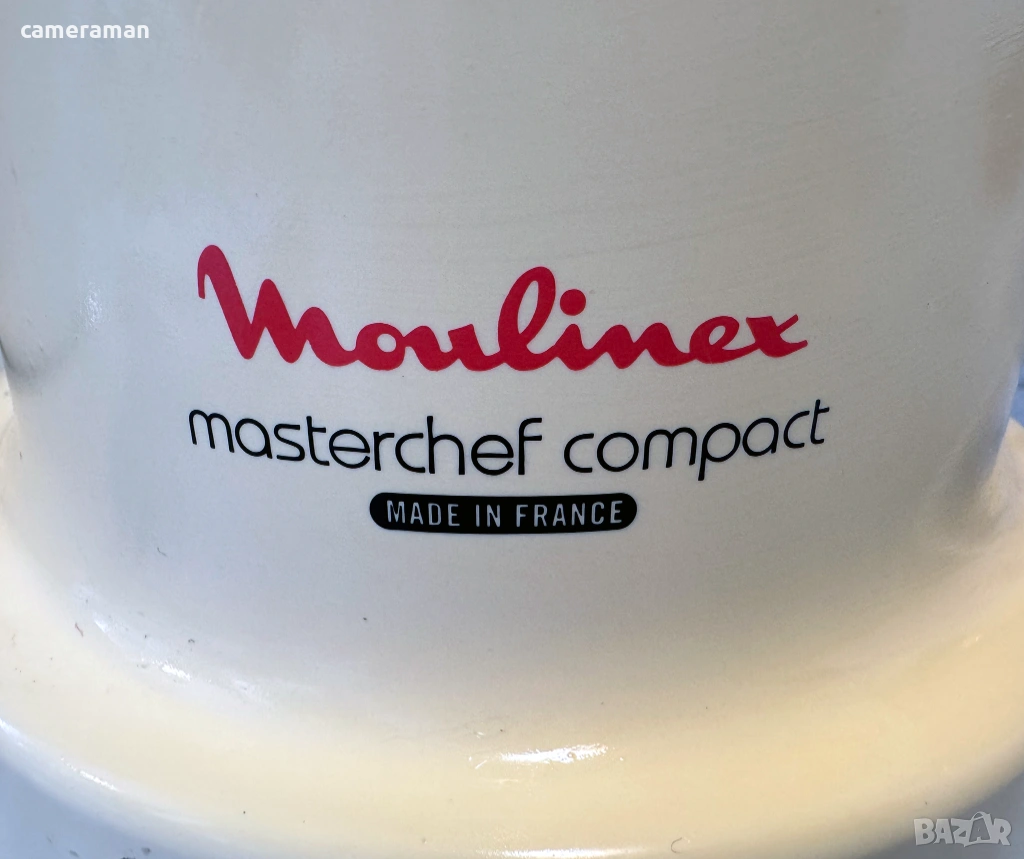 cameraman
Moulinex
masterchef compact
MADE IN FRANCE
BAZAR